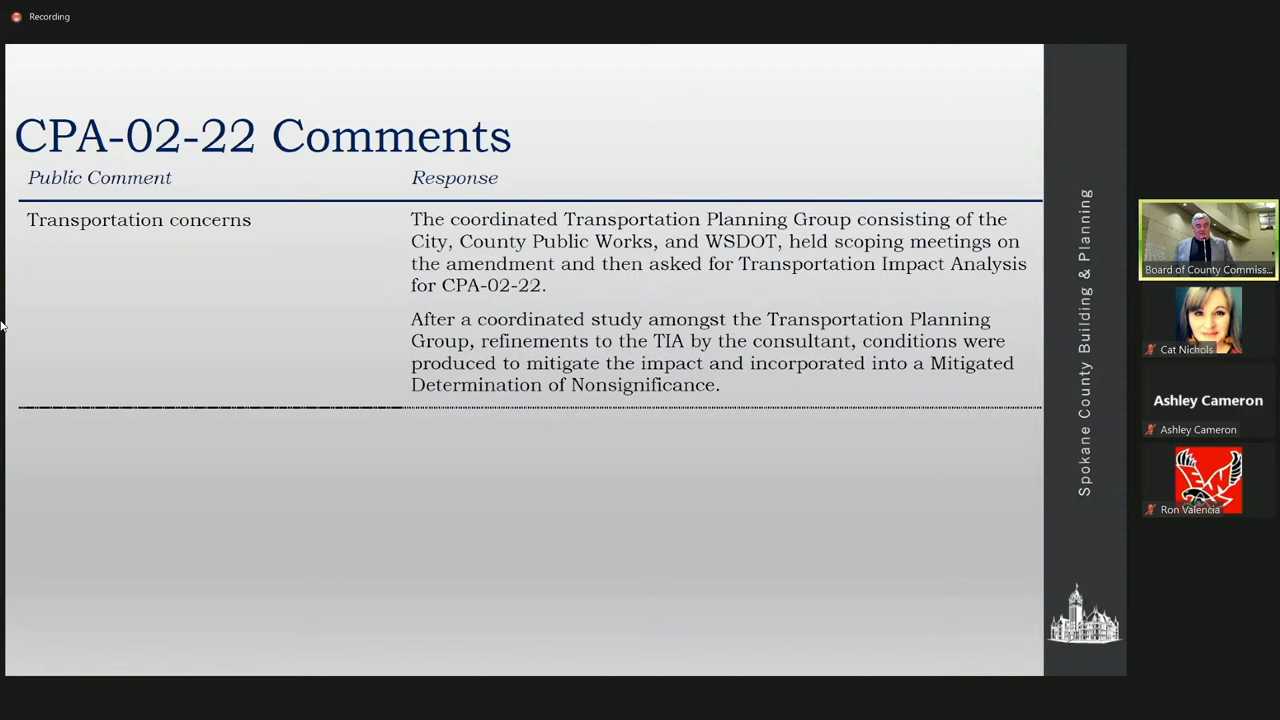 Recording
CPA-02-22 Comments
Public Comment
Response
Transportation concerns
The coordinated Transportation Planning Group consisting of the
City, County Public Works, and WSDOT, held scoping meetings on
the amendment and then asked for Transportation Impact Analysis
for CPA-02-22.
After a coordinated study amongst the Transportation Planning
Group, refinements to the TIA by the consultant, conditions were
produced to mitigate the impact and incorporated into a Mitigated
Determination of Nonsignificance.
Spokane County Building & Planning
Board of County Commiss...
Cat Nichols
Ashley Cameron
Ashley Cameron
Ron Valencia